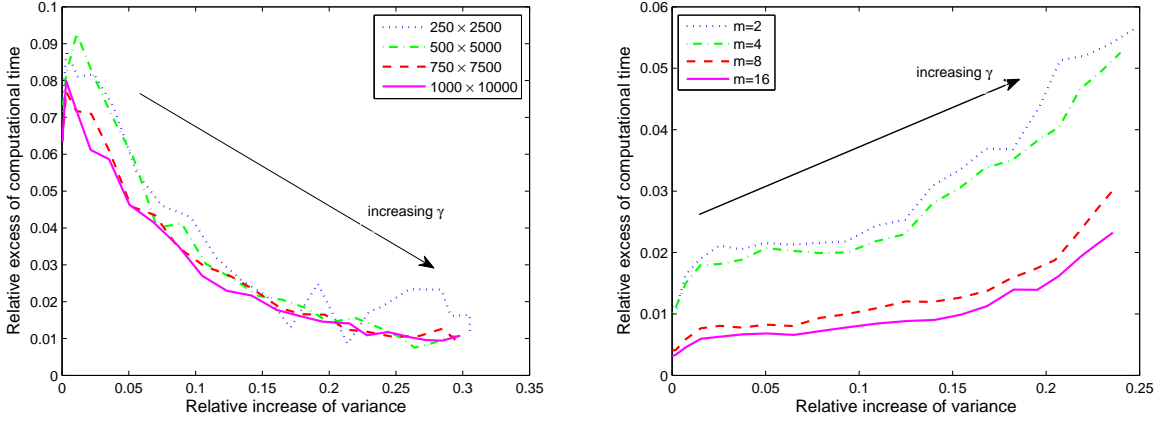 Relative excess of computational time
0.1
0.09
0.08
0.07
0.06
0.05
0.04
0.03
0.02
0.01
0
0
0.05
0.1
0.15
0.2
0.25
0.3
0.35
Relative increase of variance
250 × 2500
500 × 5000
750 × 7500
1000 × 10000
increasing γ
Relative excess of computational time
0.06
0.05
0.04
0.03
0.02
0.01
0
0
0.05
0.1
0.15
0.2
0.25
Relative increase of variance
m=2
m=4
m=8
m=16
increasing γ